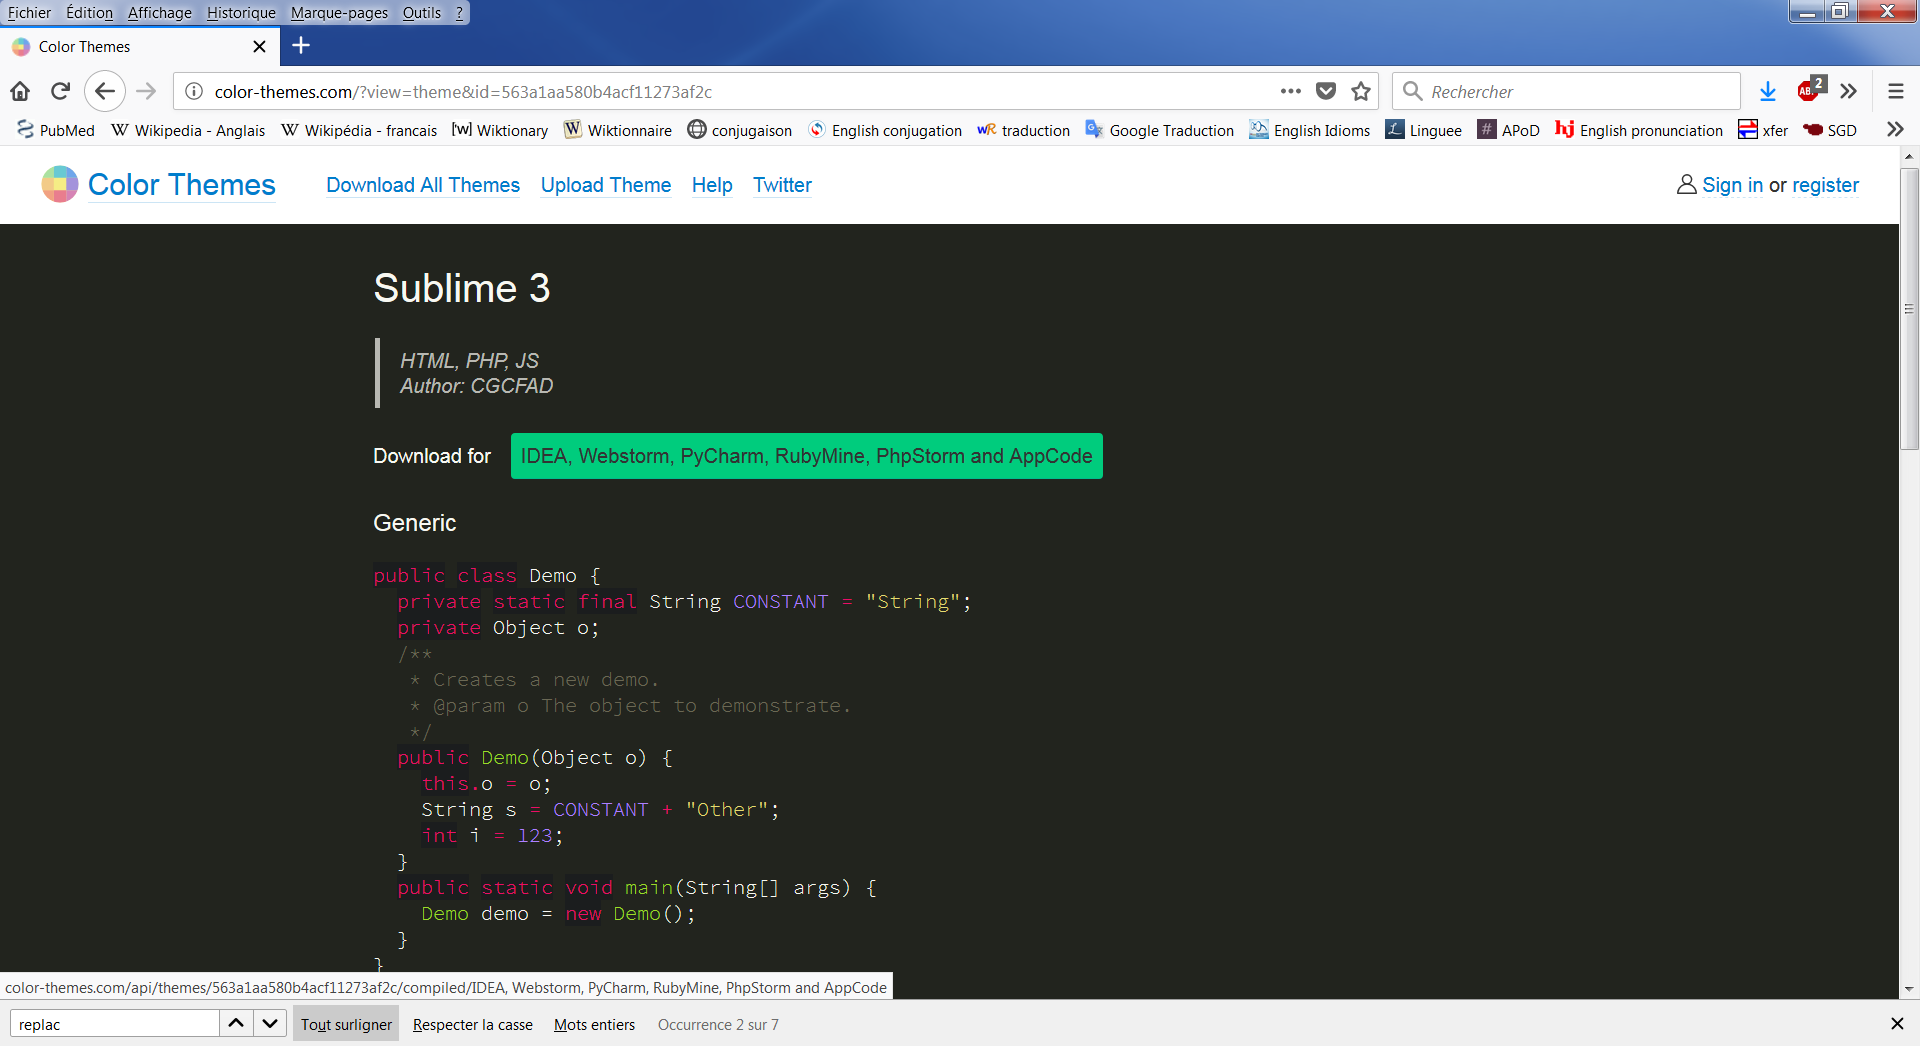 Fichier Édition Affichage Historique Marque-pages Outils ?
Color Themes
color-themes.com/?view=theme&id=563a1aa580b4acf11273af2c
Rechercher
2
PubMed Wikipedia - Anglais Wikipédia - francais Wiktionary Wiktionnaire conjugaison English conjugation traduction Google Traduction English Idioms Linguee APoD English pronunciation xfer SGD
Color Themes Download All Themes Upload Theme Help Twitter Sign in or register
Sublime 3
HTML, PHP, JS
Author: CGCFAD
Download for IDEA, Webstorm, PyCharm, RubyMine, PhpStorm and AppCode
Generic
public class Demo {
private static final String CONSTANT = "String";
private Object o;
/**
* Creates a new demo.
* @param o The object to demonstrate.
*/
public Demo(Object o) {
this.o = o;
String s = CONSTANT + "Other";
int i = 123;
}
public static void main(String[] args) {
Demo demo = new Demo();
}
}
color-themes.com/api/themes/563a1aa580b4acf11273af2c/compiled/IDEA, Webstorm, PyCharm, RubyMine, PhpStorm and AppCode
replac Tout surligner Respecter la casse Mots entiers Occurrence 2 sur 7